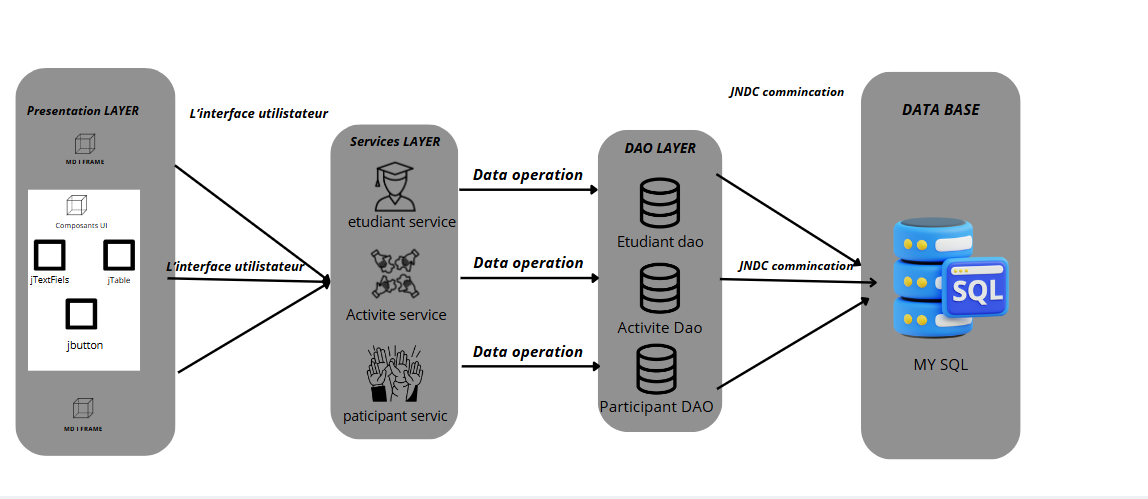 Presentation LAYER
MD I FRAME
Composants UI
jTextFiels
jTable
jbutton
MD I FRAME
L'interface utilistateur
L'interface utilistateur
Services LAYER
etudiant service
Activite service
paticipant servic
Data operation
Data operation
Data operation
DAO LAYER
Etudiant dao
Activite Dao
Participant DAO
JNDC commincation
JNDC commincation
DATA BASE
SQL
MY SQL